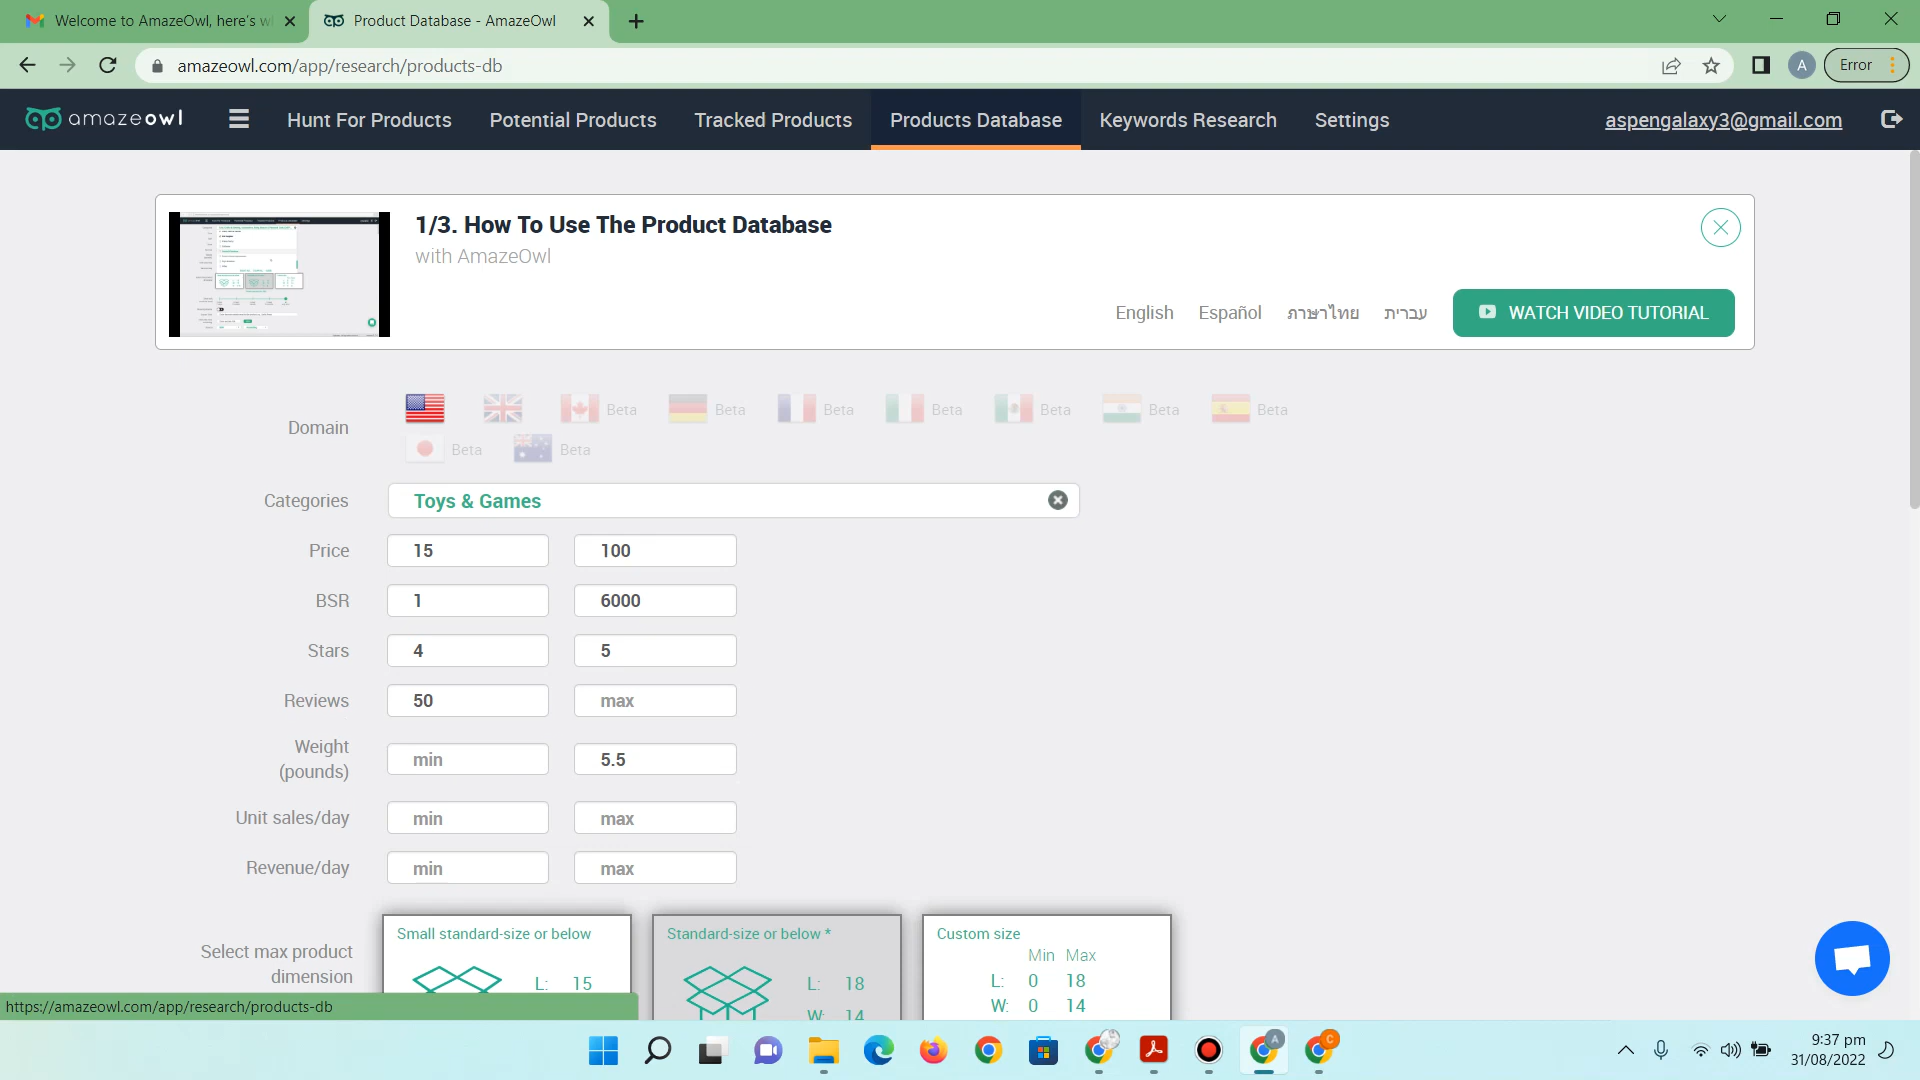 Welcome to AmazeOwl, here's wi
Product Database - AmazeOwl
amazeowl.com/app/research/products-db
A
Error
amazeowl
Hunt For Products
Potential Products
Tracked Products
Products Database
Keywords Research
Settings
aspengalaxy3@gmail.com
1/3. How To Use The Product Database
with AmazeOwl
English Español ภาษาไทย עברית WATCH VIDEO TUTORIAL
Domain
Beta Beta Beta Beta Beta Beta Beta
Beta Beta
Categories Toys & Games
Price 15 100
BSR 1 6000
Stars 4 5
Reviews 50 max
Weight
(pounds)
min 5.5
Unit sales/day min max
Revenue/day min max
Select max product
dimension
Small standard-size or below
L: 15
Standard-size or below *
L: 18
W: 14
Custom size
Min Max
L: 0 18
W: 0 14
https://amazeowl.com/app/research/products-db
A
C
9:37 pm
31/08/2022